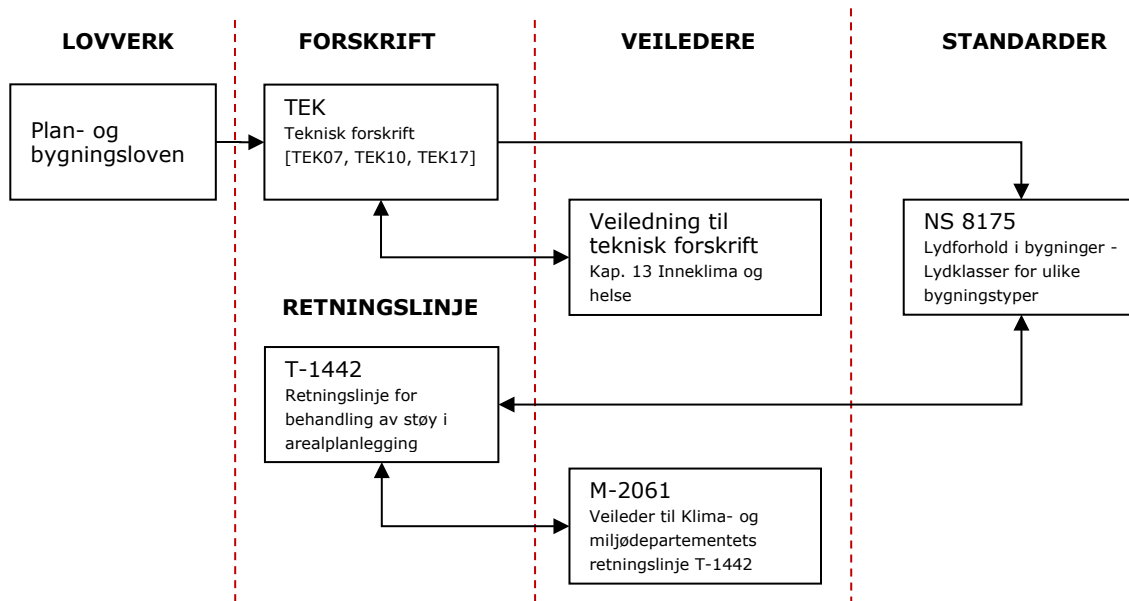 LOVVERK
FORSKRIFT
VEILEDERE
STANDARDER
Plan- og
bygningsloven
TEK
Teknisk forskrift
[TEK07, TEK10, TEK17]
Veiledning til
teknisk forskrift
Kap. 13 Inneklima og
helse
NS 8175
Lydforhold i bygninger -
Lydklasser for ulike
bygningstyper
RETNINGSLINJE
T-1442
Retningslinje for
behandling av støy i
arealplanlegging
M-2061
Veileder til Klima- og
miljødepartementets
retningslinje T-1442